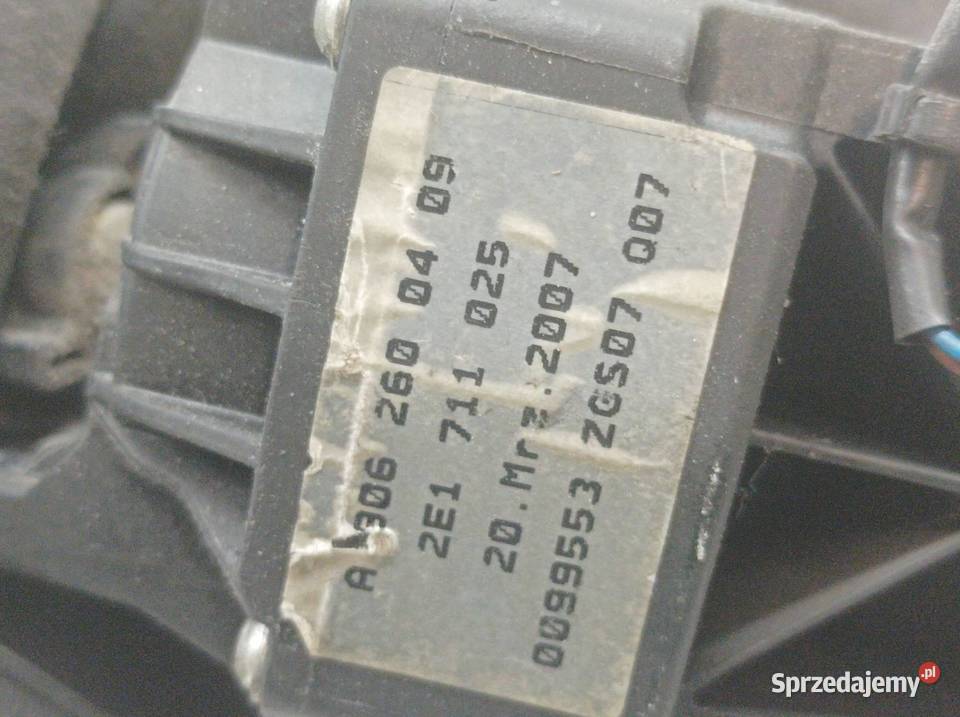 A 906 260 04 09
2E1 711 025
20.Mrz.2007
0099553 ZGS07 Q07
Sprzedajemy.pl